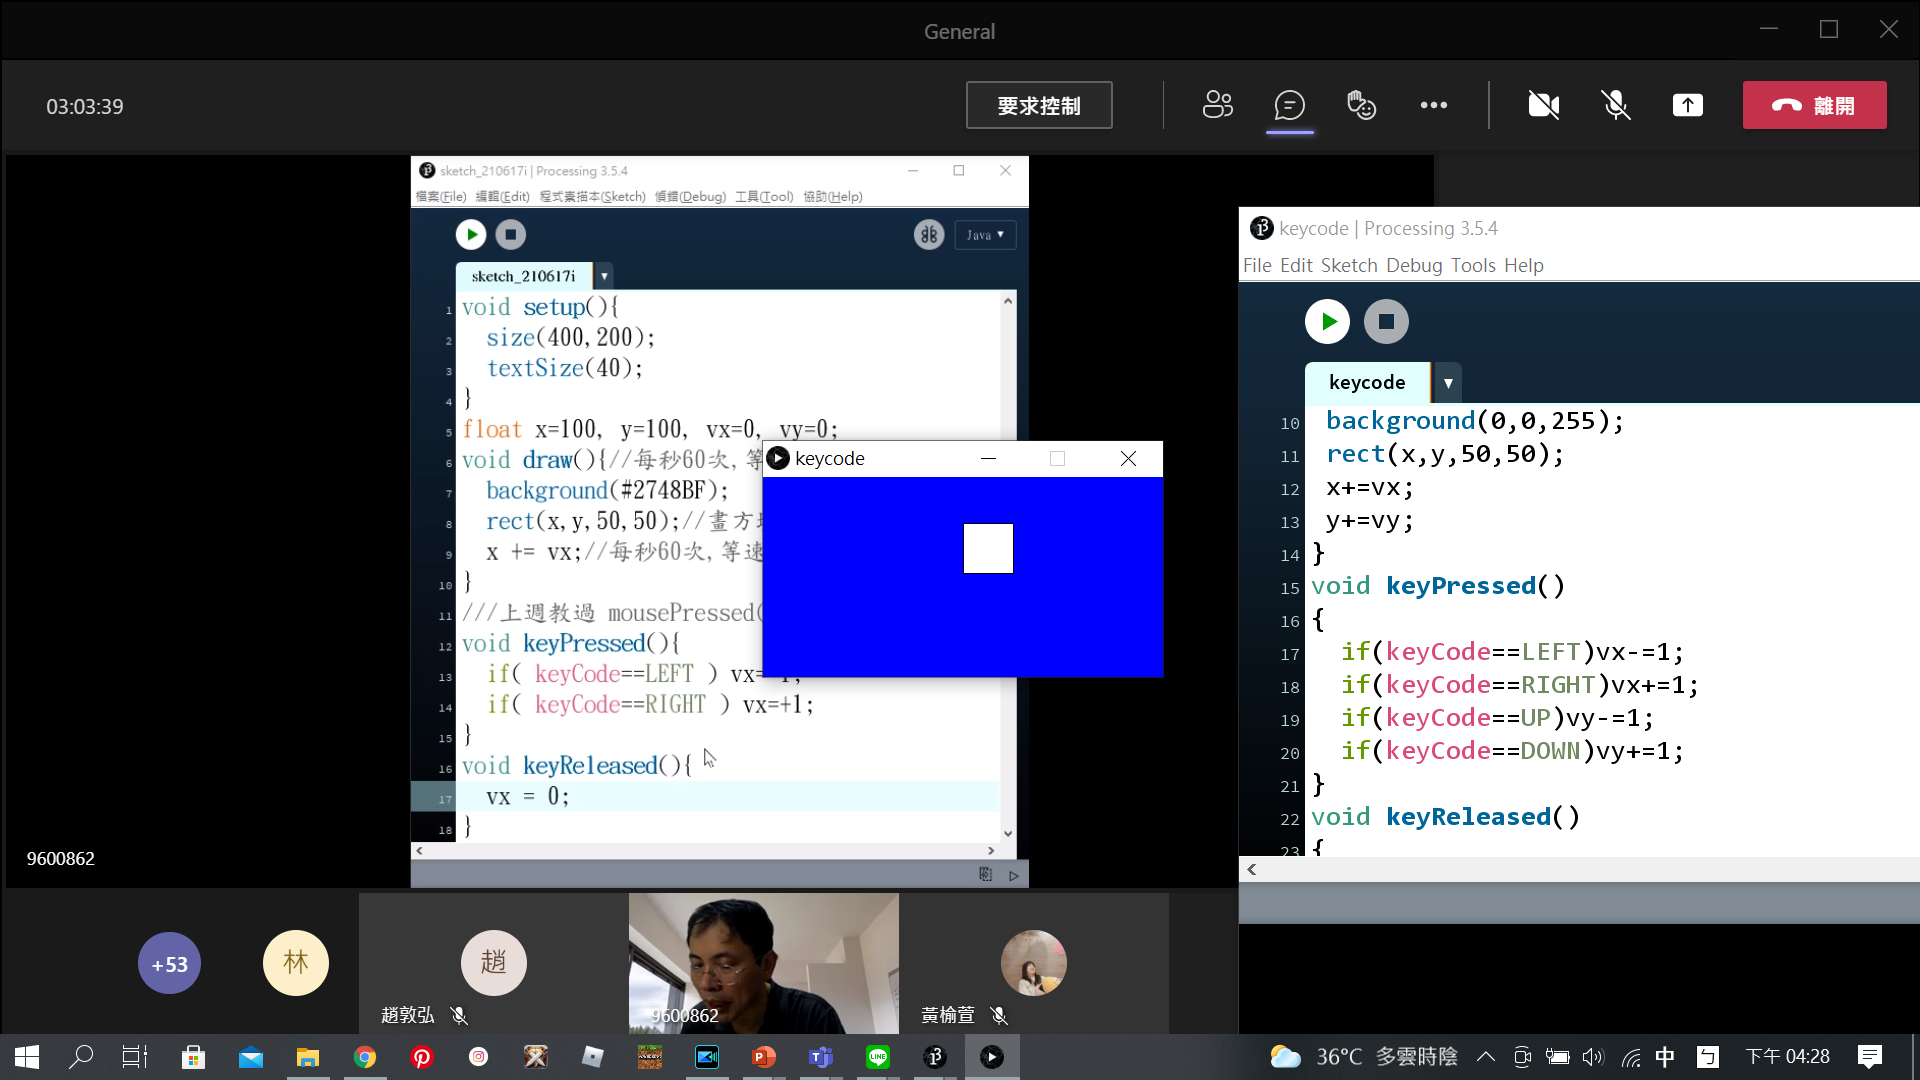 General
03:03:39
要求控制
離開
sketch_210617i | Processing 3.5.4
檔案(File) 編輯(Edit) 程式素描本(Sketch) 偵錯(Debug) 工具(Tool) 協助(Help)
Java ▼
sketch_210617i
1 void setup(){
2 size(400,200);
3 textSize(40);
4 }
5 float x=100, y=100, vx=0, vy=0;
6 void draw(){//每秒60次,等
7 background(#2748BF);
8 rect(x,y,50,50);//畫方
9 x += vx;//每秒60次,等速
10 }
11 ///上週教過 mousePressed(
12 void keyPressed(){
13 if( keyCode==LEFT ) vx=-1;
14 if( keyCode==RIGHT ) vx=+1;
15 }
16 void keyReleased(){
17 vx = 0;
18 }
keycode
keycode | Processing 3.5.4
File Edit Sketch Debug Tools Help
keycode
10 background(0,0,255);
11 rect(x,y,50,50);
12 x+=vx;
13 y+=vy;
14 }
15 void keyPressed()
16 {
17 if(keyCode==LEFT)vx-=1;
18 if(keyCode==RIGHT)vx+=1;
19 if(keyCode==UP)vy-=1;
20 if(keyCode==DOWN)vy+=1;
21 }
22 void keyReleased()
23 {
9600862
+53
林
趙
趙敦弘
9600862
黃榆萱
36°C 多雲時陰
中
下午 04:28